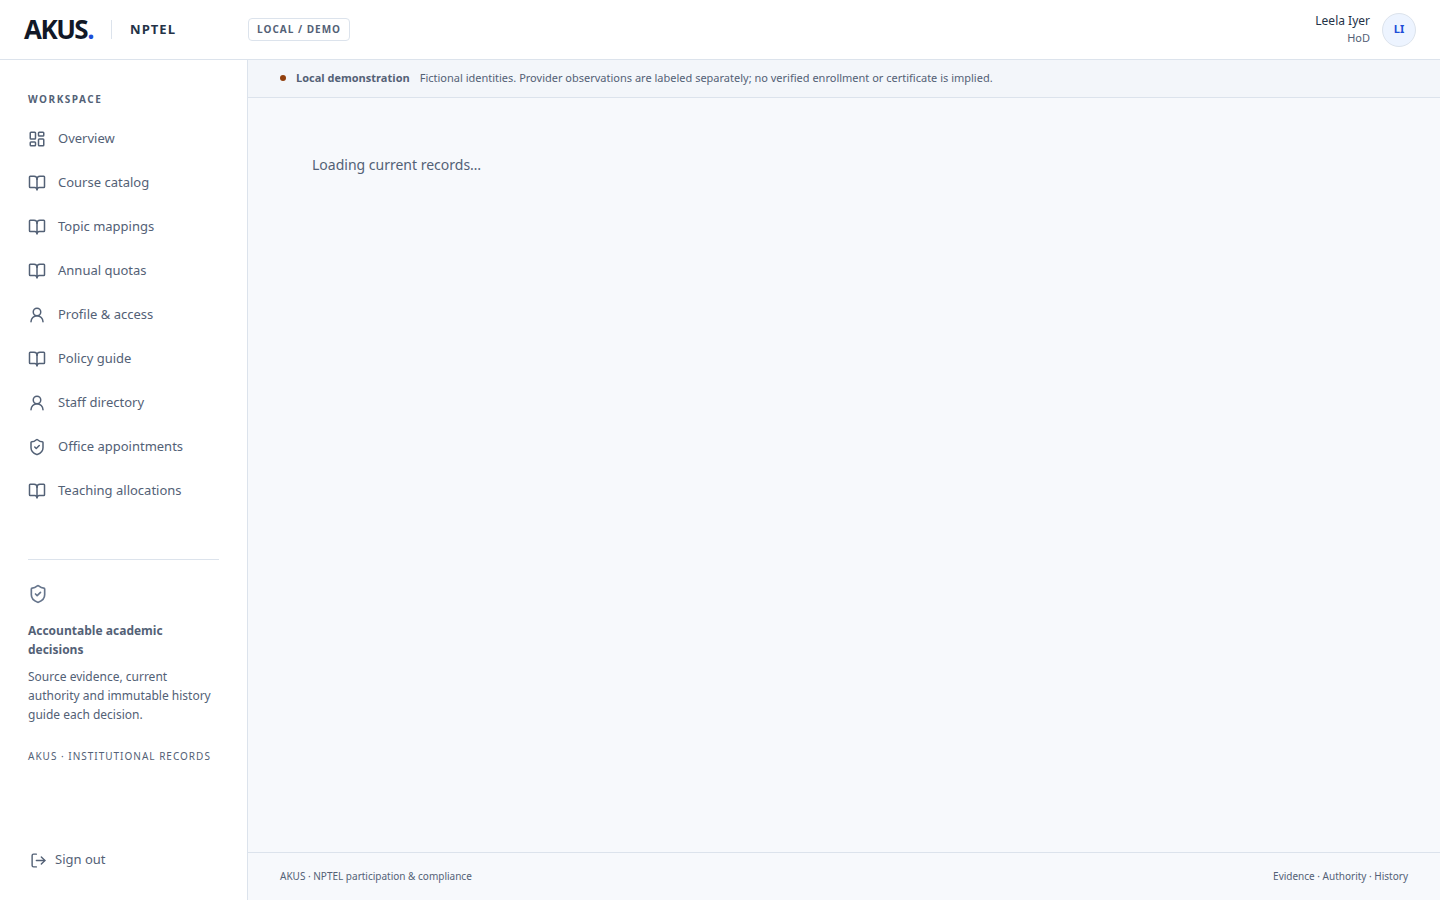 AKUS.
NPTEL
LOCAL / DEMO
Leela Iyer
HoD
LI
WORKSPACE
Overview
Course catalog
Topic mappings
Annual quotas
Profile & access
Policy guide
Staff directory
Office appointments
Teaching allocations
Accountable academic
decisions
Source evidence, current
authority and immutable history
guide each decision.
AKUS · INSTITUTIONAL RECORDS
Sign out
Local demonstration Fictional identities. Provider observations are labeled separately; no verified enrollment or certificate is implied.
Loading current records...
AKUS · NPTEL participation & compliance
Evidence · Authority · History